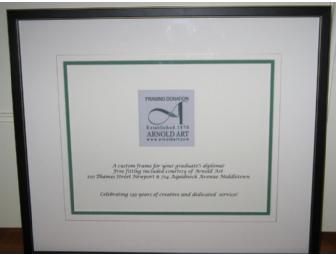 FRAMING DONATION
A
Established 1870
ARNOLD ART
www.arnoldart.com
A custom frame for your graduate's diploma!
Free fitting included courtesy of Arnold Art
210 Thames Street Newport & 714 Aquidneck Avenue Middletown
Celebrating 139 years of creative and dedicated service!